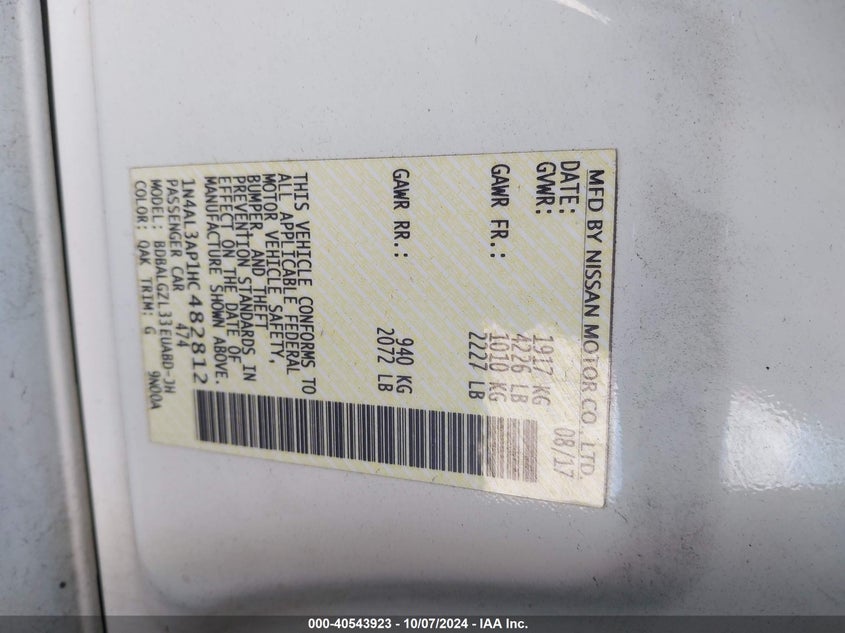 MFD BY NISSAN MOTOR CO., LTD.
DATE: 08/17
GVWR: 1917 KG
4226 LB
GAWR FR.: 1010 KG
2227 LB
GAWR RR.: 940 KG
2072 LB
THIS VEHICLE CONFORMS TO
ALL APPLICABLE FEDERAL
MOTOR VEHICLE SAFETY,
BUMPER, AND THEFT
PREVENTION STANDARDS IN
EFFECT ON THE DATE OF
MANUFACTURE SHOWN ABOVE.
1N4AL3AP1HC482812
PASSENGER CAR 474
MODEL: BDBALGZL33EUABD-JH
COLOR: QAK TRIM: G 9N00A
000-40543923 - 10/07/2024 - IAA Inc.